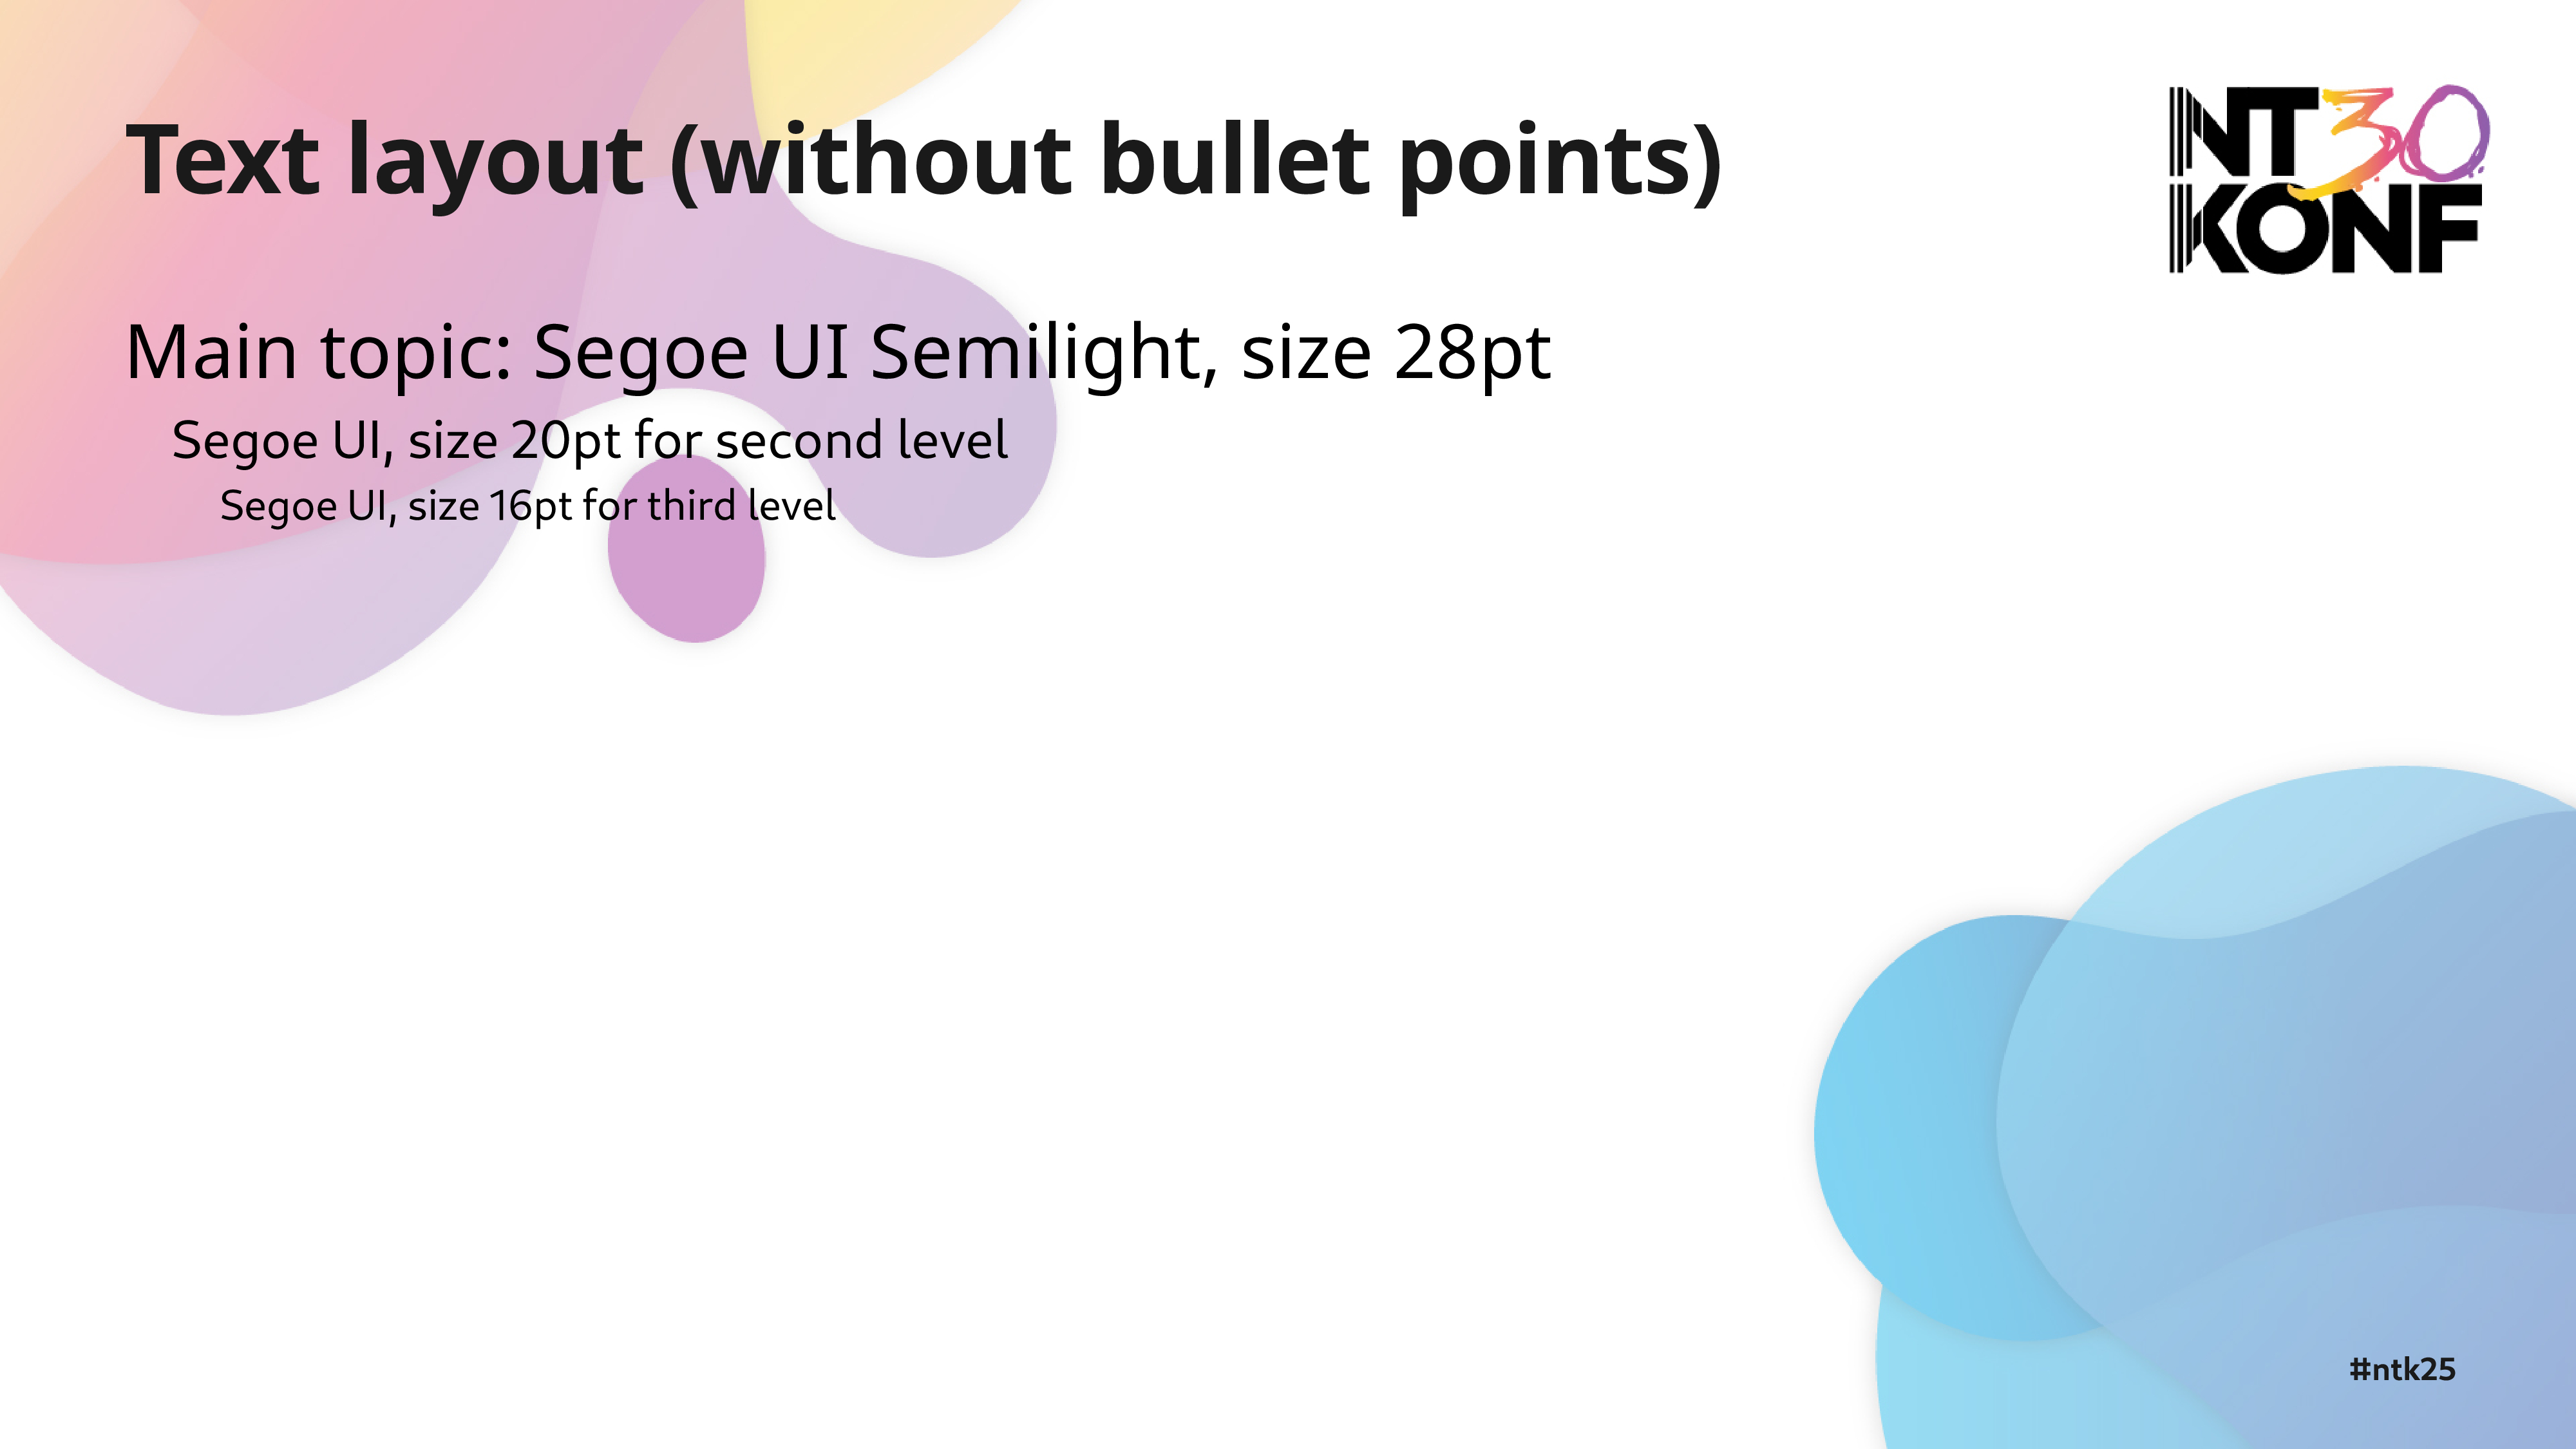 Text layout (without bullet points)
NT30
KONF
Main topic: Segoe UI Semilight, size 28pt
Segoe UI, size 20pt for second level
Segoe UI, size 16pt for third level
#ntk25